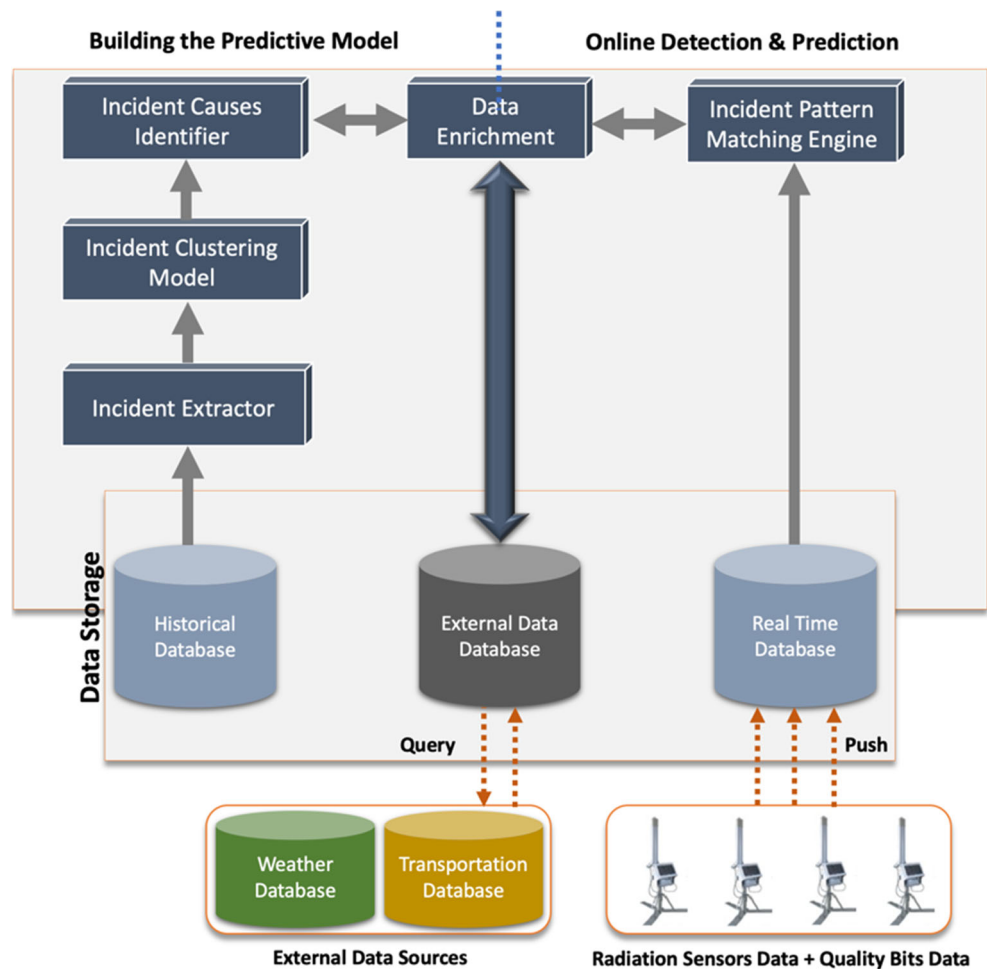 Building the Predictive Model
Online Detection & Prediction
Incident Causes
Identifier
Data
Enrichment
Incident Pattern
Matching Engine
Incident Clustering
Model
Incident Extractor
Data Storage
Historical
Database
External Data
Database
Real Time
Database
Query
Push
Weather
Database
Transportation
Database
External Data Sources
Radiation Sensors Data + Quality Bits Data